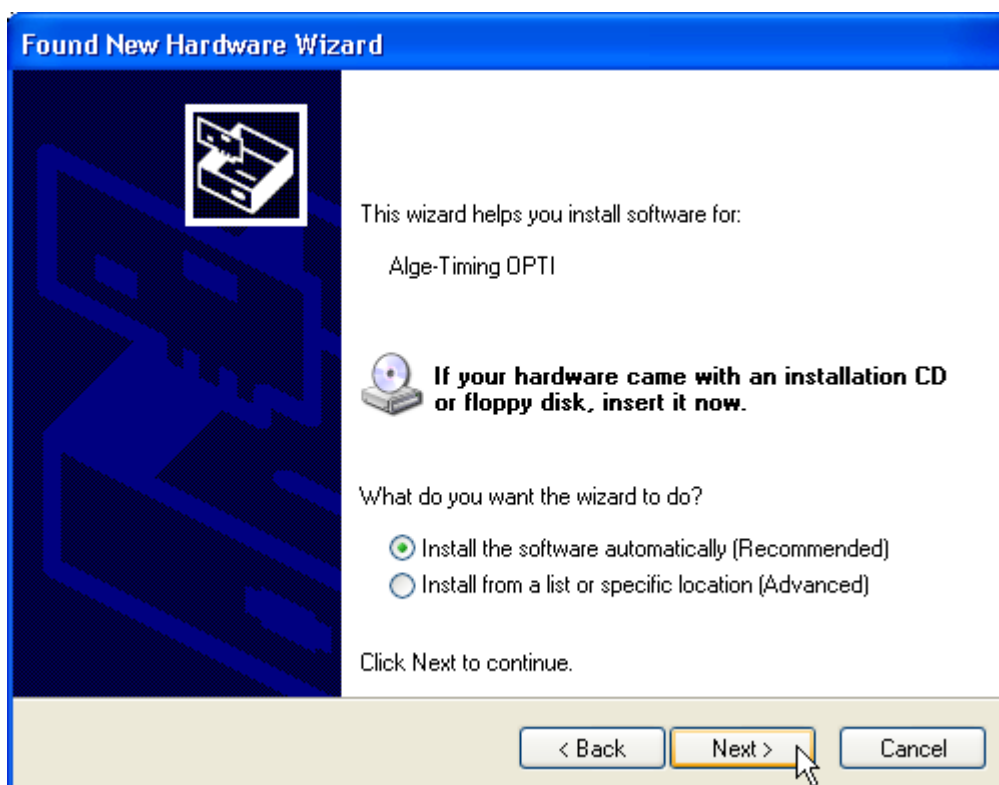 Found New Hardware Wizard
This wizard helps you install software for:
Alge-Timing OPTI
If your hardware came with an installation CD
or floppy disk, insert it now.
What do you want the wizard to do?
Install the software automatically (Recommended)
Install from a list or specific location (Advanced)
Click Next to continue.
< Back
Next >
Cancel